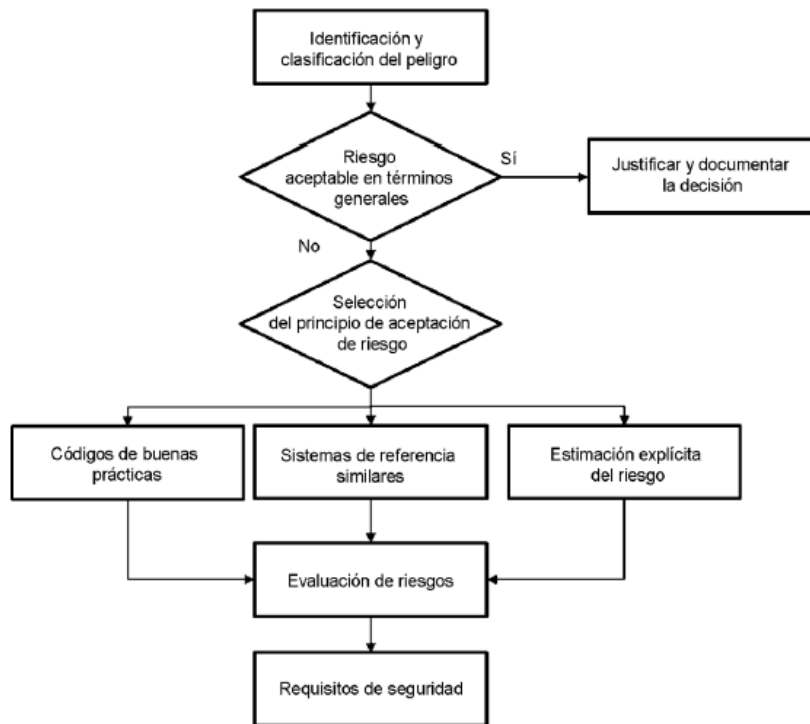 Identificación y
clasificación del peligro
Riesgo
aceptable en términos
generales
Sí
Justificar y documentar
la decisión
No
Selección
del principio de aceptación
de riesgo
Códigos de buenas
prácticas
Sistemas de referencia
similares
Estimación explícita
del riesgo
Evaluación de riesgos
Requisitos de seguridad